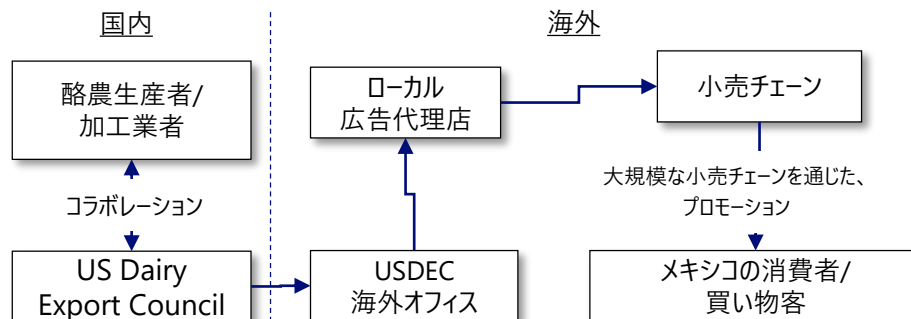 国内
海外
酪農生産者/
加工業者
コラボレーション
US Dairy
Export Council
ローカル
広告代理店
USDEC
海外オフィス
小売チェーン
大規模な小売チェーンを通じた、
プロモーション
メキシコの消費者/
買い物客